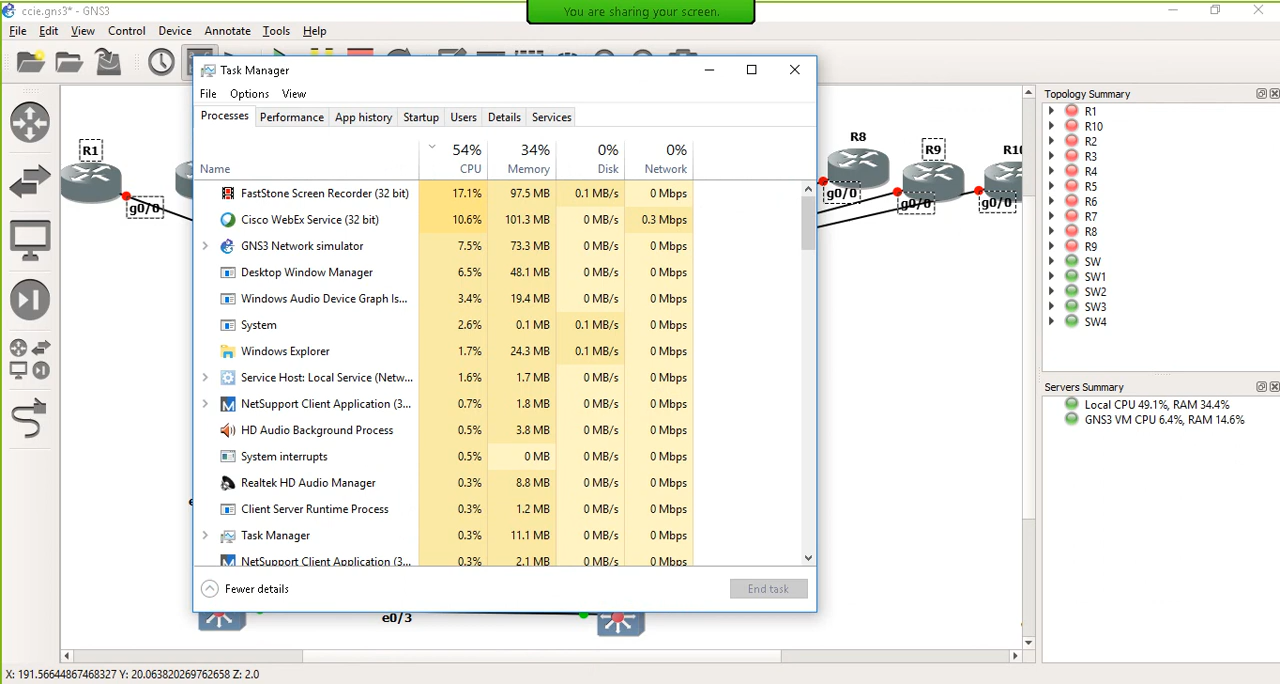 ccie.gns3* - GNS3
You are sharing your screen.
File Edit View Control Device Annotate Tools Help
Task Manager
File Options View
Processes Performance App history Startup Users Details Services
54% 34% 0% 0%
Name CPU Memory Disk Network
FastStone Screen Recorder (32 bit) 17.1% 97.5 MB 0.1 MB/s 0 Mbps
Cisco WebEx Service (32 bit) 10.6% 101.3 MB 0 MB/s 0.3 Mbps
GNS3 Network simulator 7.5% 73.3 MB 0 MB/s 0 Mbps
Desktop Window Manager 6.5% 48.1 MB 0 MB/s 0 Mbps
Windows Audio Device Graph Is... 3.4% 19.4 MB 0 MB/s 0 Mbps
System 2.6% 0.1 MB 0.1 MB/s 0 Mbps
Windows Explorer 1.7% 24.3 MB 0.1 MB/s 0 Mbps
Service Host: Local Service (Netw... 1.6% 1.7 MB 0 MB/s 0 Mbps
NetSupport Client Application (3... 0.7% 1.8 MB 0 MB/s 0 Mbps
HD Audio Background Process 0.5% 3.8 MB 0 MB/s 0 Mbps
System interrupts 0.5% 0 MB 0 MB/s 0 Mbps
Realtek HD Audio Manager 0.3% 8.8 MB 0 MB/s 0 Mbps
Client Server Runtime Process 0.3% 1.2 MB 0 MB/s 0 Mbps
Task Manager 0.3% 11.1 MB 0 MB/s 0 Mbps
NetSupport Client Application (3... 0.3% 2.1 MB 0 MB/s 0 Mbps
Fewer details End task
R1
g0/0
R8
g0/0
R9
g0/0
R10
g0/0
e0/3
Topology Summary
R1
R10
R2
R3
R4
R5
R6
R7
R8
R9
SW
SW1
SW2
SW3
SW4
Servers Summary
Local CPU 49.1%, RAM 34.4%
GNS3 VM CPU 6.4%, RAM 14.6%
X: 191.56644867468327 Y: 20.063820269762658 Z: 2.0